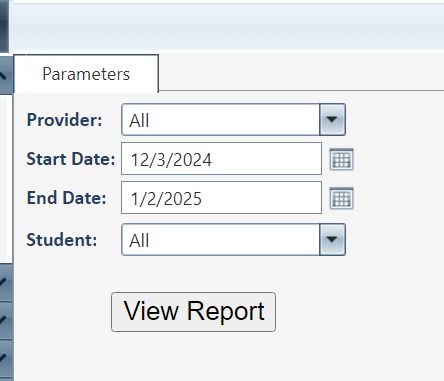 Parameters
Provider: All
Start Date: 12/3/2024
End Date: 1/2/2025
Student: All
View Report